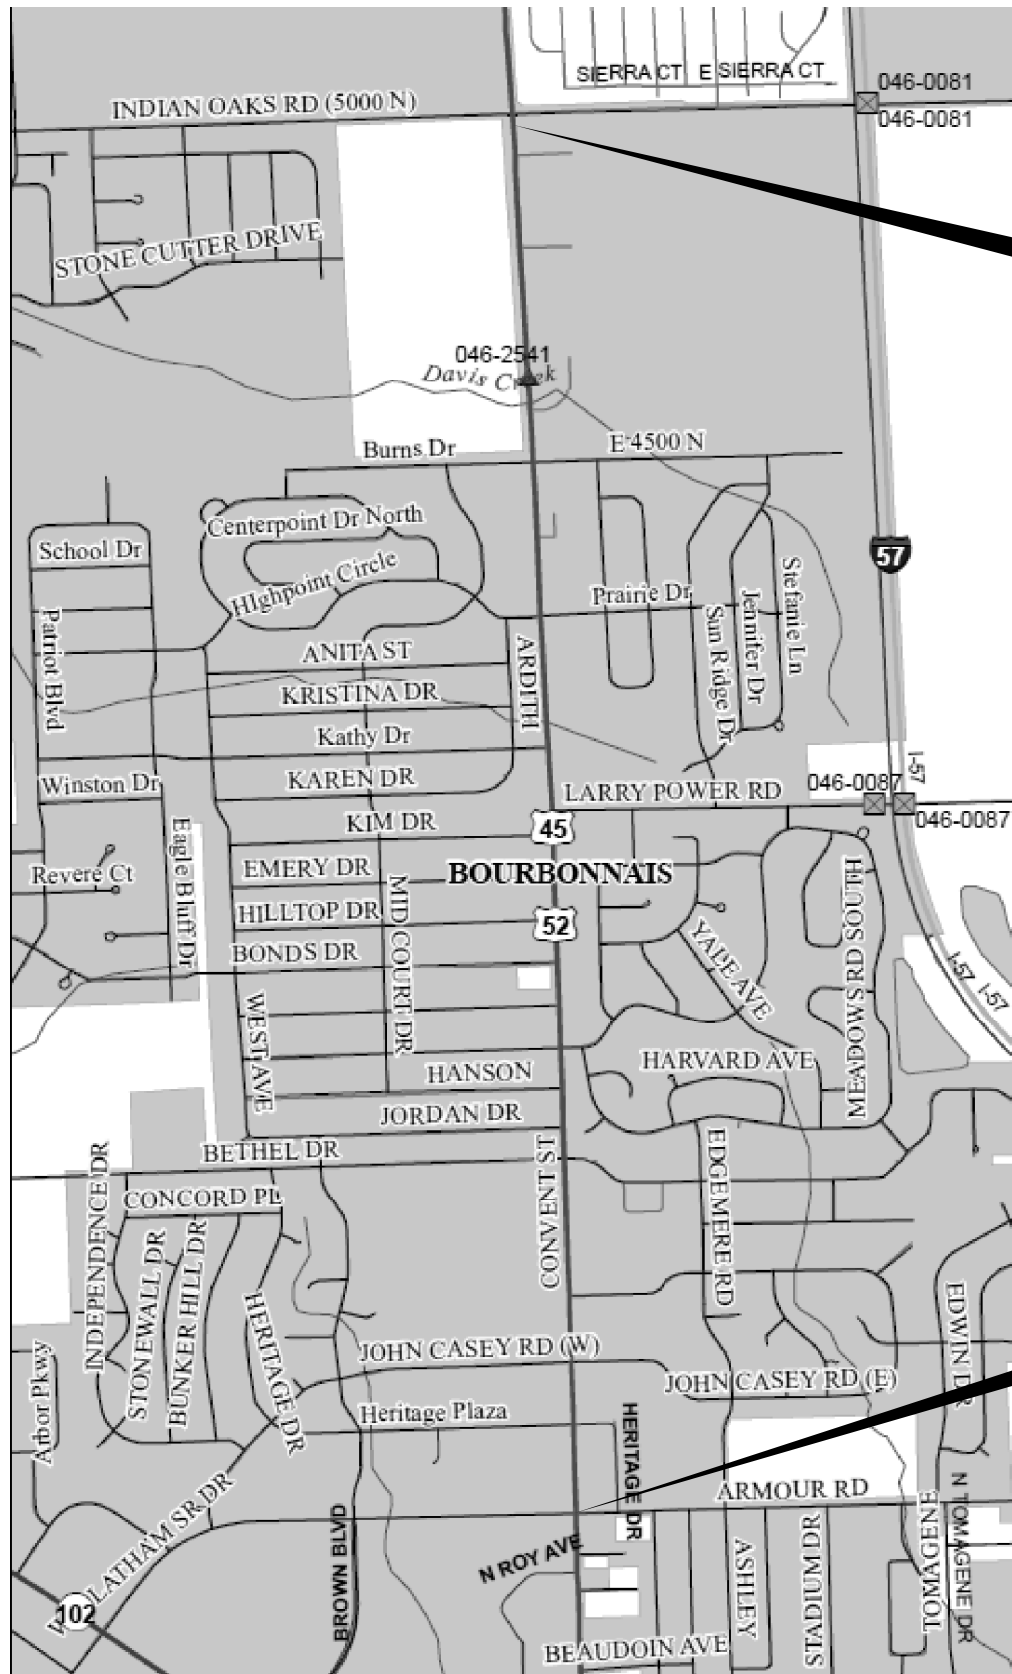 SIERRA CT
E SIERRA CT
046-0081
INDIAN OAKS RD (5000 N)
046-0081
STONE CUTTER DRIVE
046-2541
Davis Creek
Burns Dr
E 4500 N
Centerpoint Dr North
School Dr
57
HIghpoint Circle
Prairie Dr
Stefanie Ln
Jennifer Dr
Sun Ridge Dr
Patriot Blvd
ANITA ST
ARDITH
KRISTINA DR
Kathy Dr
I-57
Winston Dr
KAREN DR
LARRY POWER RD
046-0087
046-0087
KIM DR
45
Eagle Bluff Dr
Revere Ct
EMERY DR
BOURBONNAIS
MEADOWS RD SOUTH
HILLTOP DR
MID COURT DR
52
YALE AVE
BONDS DR
I-57
I-57
WEST AVE
HANSON
HARVARD AVE
JORDAN DR
BETHEL DR
CONVENT ST
EDGEMERE RD
INDEPENDENCE DR
CONCORD PL
STONEWALL DR
BUNKER HILL DR
HERITAGE DR
EDWIN DR
Arbor Pkwy
JOHN CASEY RD (W)
JOHN CASEY RD (E)
Heritage Plaza
HERITAGE DR
ARMOUR RD
LATHAM SR DR
BROWN BLVD
N ROY AVE
ASHLEY
STADIUM DR
TOMAGENE
N TOMAGENE DR
102
BEAUDOIN AVE